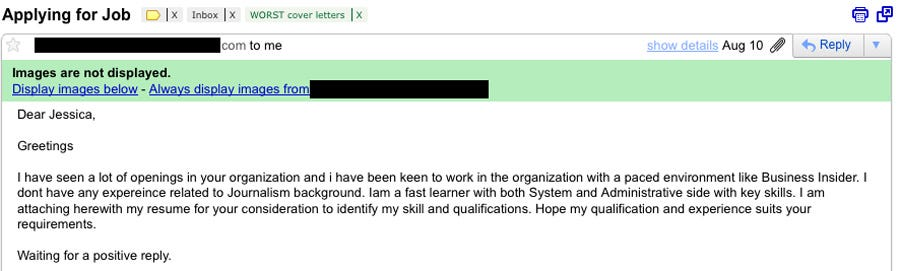 Applying for Job X Inbox X WORST cover letters X
com to me show details Aug 10 Reply
Images are not displayed.
Display images below - Always display images from
Dear Jessica,
Greetings
I have seen a lot of openings in your organization and i have been keen to work in the organization with a paced environment like Business Insider. I
dont have any expereince related to Journalism background. Iam a fast learner with both System and Administrative side with key skills. I am
attaching herewith my resume for your consideration to identify my skill and qualifications. Hope my qualification and experience suits your
requirements.
Waiting for a positive reply.